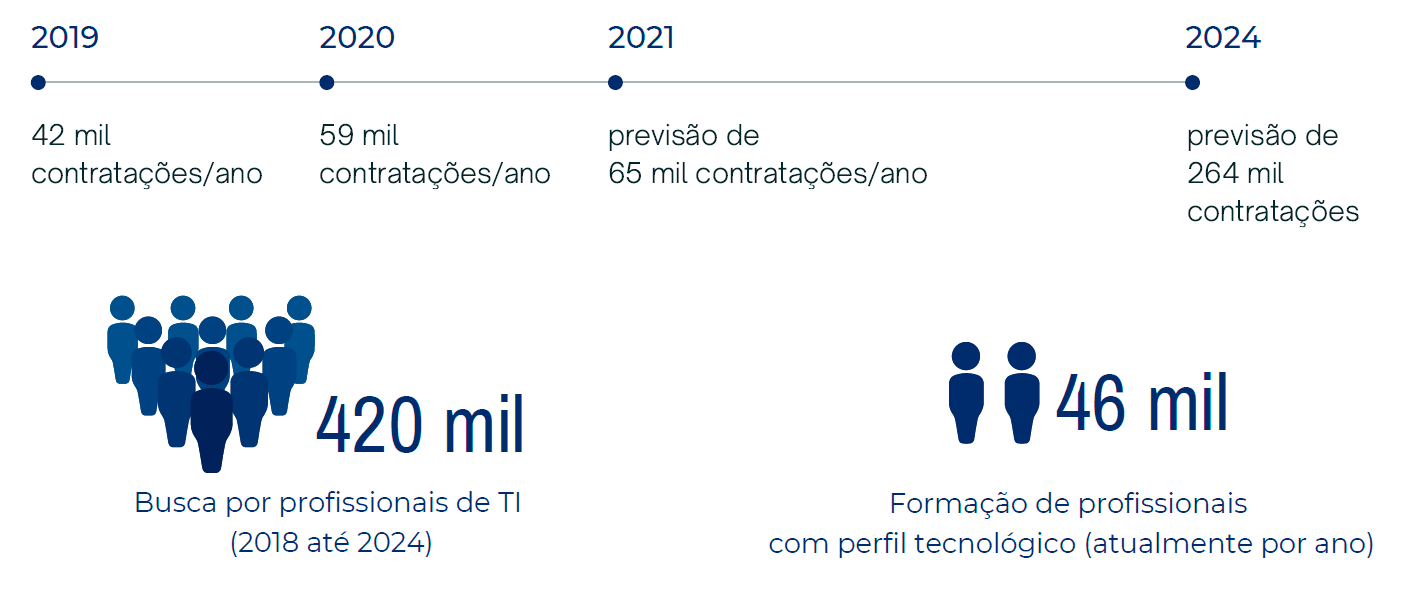 2019
42 mil
contratações/ano
2020
59 mil
contratações/ano
2021
previsão de
65 mil contratações/ano
2024
previsão de
264 mil
contratações
420 mil
Busca por profissionais de TI
(2018 até 2024)
46 mil
Formação de profissionais
com perfil tecnológico (atualmente por ano)